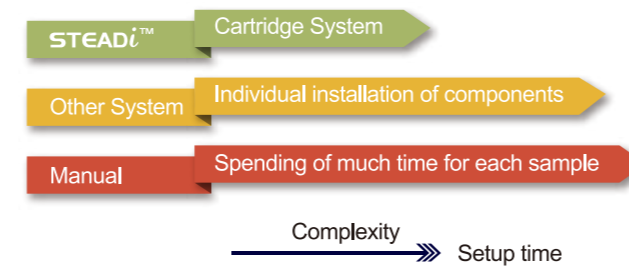 STEADi™
Cartridge System
Other System
Individual installation of components
Manual
Spending of much time for each sample
Complexity
Setup time